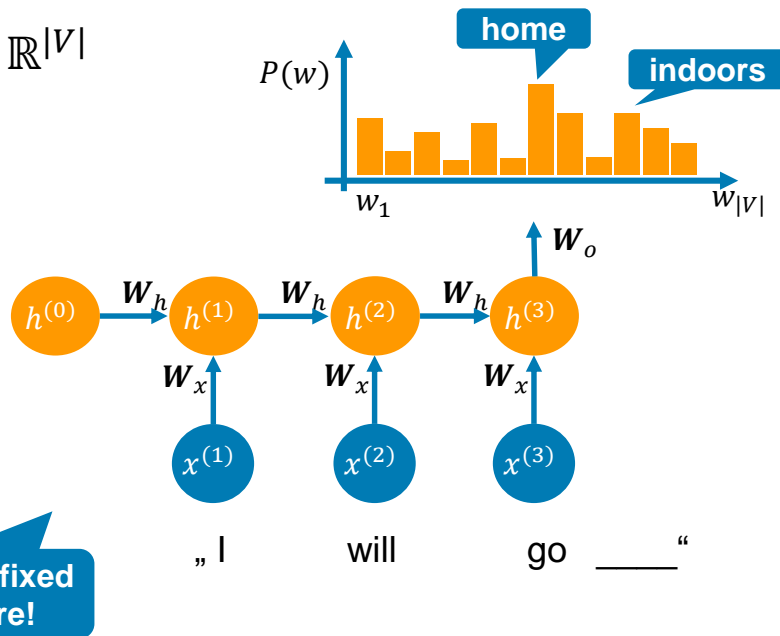 ℝ^|V|
home
P(w)
indoors
w₁
w_|V|
W_o
h^(0) W_h h^(1) W_h h^(2) W_h h^(3)
W_x W_x W_x
x^(1) x^(2) x^(3)
„ I will go ____“
fixed
re!